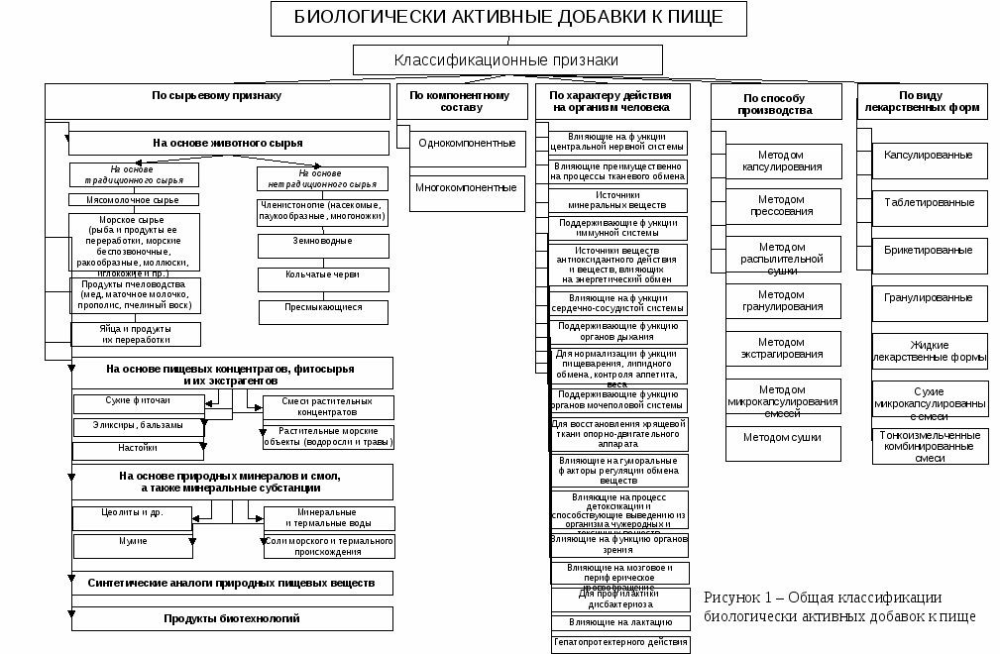 БИОЛОГИЧЕСКИ АКТИВНЫЕ ДОБАВКИ К ПИЩЕ
Классификационные признаки
По сырьевому признаку
На основе животного сырья
На основе
традиционного сырья
Мясомолочное сырье
Морское сырье
(рыба и продукты ее
переработки, морские
беспозвоночные,
ракообразные, моллюски,
иглокожие и пр.)
Продукты пчеловодства
(мед, маточное молочко,
прополис, пчелиный воск)
Яйца и продукты
их переработки
На основе
нетрадиционного сырья
Членистоногие (насекомые,
паукообразные, многоножки)
Земноводные
Кольчатые черви
Пресмыкающиеся
На основе пищевых концентратов, фитосырья
и их экстрагентов
Сухие фиточаи
Эликсиры, бальзамы
Настойки
Смеси растительных
концентратов
Растительные морские
объекты (водоросли и травы)
На основе природных минералов и смол,
а также минеральные субстанции
Цеолиты и др.
Мумие
Минеральные
и термальные воды
Соли морского и термального
происхождения
Синтетические аналоги природных пищевых веществ
Продукты биотехнологий
По компонентному
составу
Однокомпонентные
Многокомпонентные
По характеру действия
на организм человека
Влияющие на функции
центральной нервной системы
Влияющие преимущественно
на процессы тканевого обмена
Источники
минеральных веществ
Поддерживающие функции
иммунной системы
Источники веществ
антиоксидантного действия
и веществ, влияющих
на энергетический обмен
Влияющие на функции
сердечно-сосудистой системы
Поддерживающие функцию
органов дыхания
Для нормализации функции
пищеварения, липидного
обмена, контроля аппетита,
веса
Поддерживающие функцию
органов мочеполовой системы
Для восстановления хрящевой
ткани опорно-двигательного
аппарата
Влияющие на гуморальные
факторы регуляции обмена
веществ
Влияющие на процесс
детоксикации и
способствующие выведению из
организма чужеродных и
токсичных веществ
Влияющие на функцию органов
зрения
Влияющие на мозговое и
периферическое
кровообращение
Для профилактики
дисбактериоза
Влияющие на лактацию
Гепатопротектерного действия
По способу
производства
Методом
капсулирования
Методом
прессования
Методом
распылительной
сушки
Методом
гранулирования
Методом
экстрагирования
Методом
микрокапсулирования
смесей
Методом сушки
По виду
лекарственных форм
Капсулированные
Таблетированные
Брикетированные
Гранулированные
Жидкие
лекарственные формы
Сухие
микрокапсулированны
е смеси
Тонкоизмельченные
комбинированные
смеси
Рисунок 1 – Общая классификации
биологически активных добавок к пище